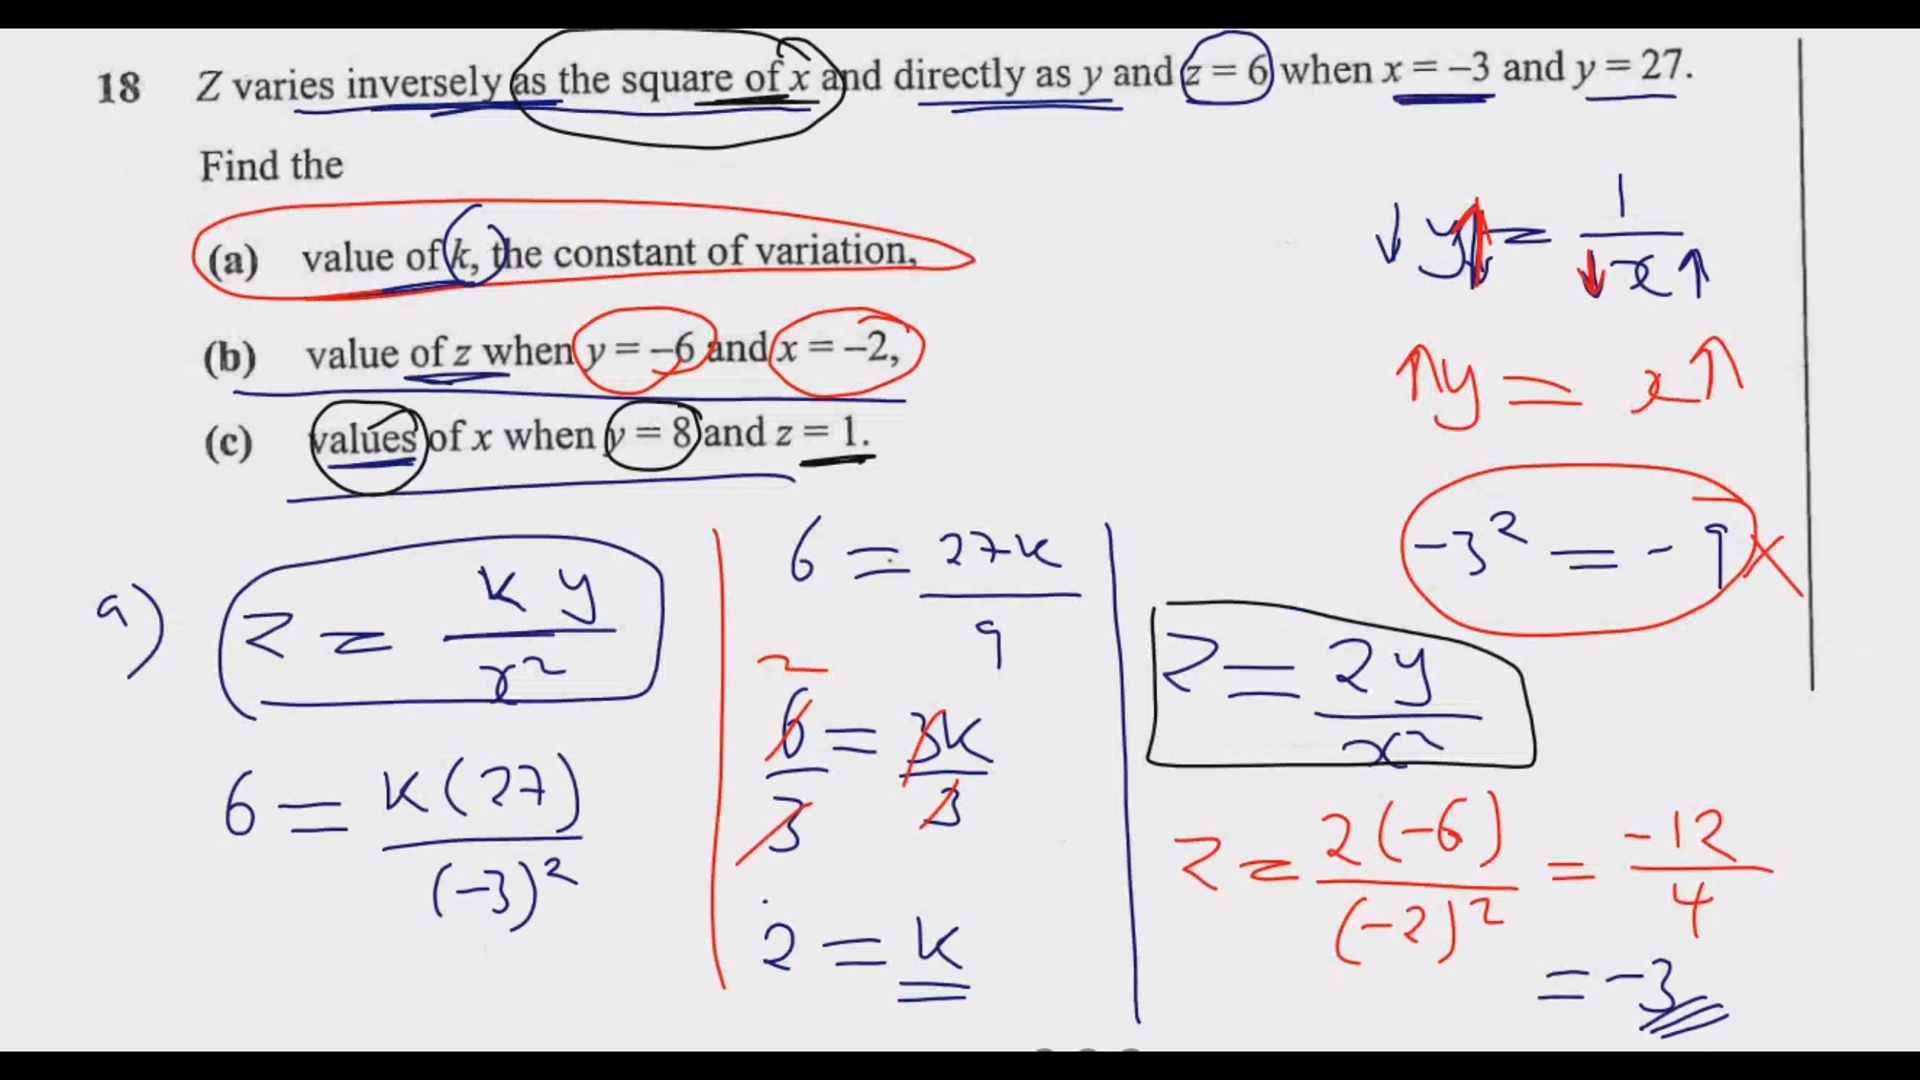 18 Z varies inversely as the square of x and directly as y and z = 6 when x = –3 and y = 27.
Find the
(a) value of k, the constant of variation,
(b) value of z when y = –6 and x = –2,
(c) values of x when y = 8 and z = 1.
↓ y ↑ = 1 / ↓ x ↑
↑ y = x ↑
-3² = -9 ×
a) z = k y / x²
6 = k(27) / (-3)²
6 = 27k / 9
2
6/3 = 3k/3
2 = k
z = 2y / x²
z = 2(-6) / (-2)² = -12 / 4
= -3